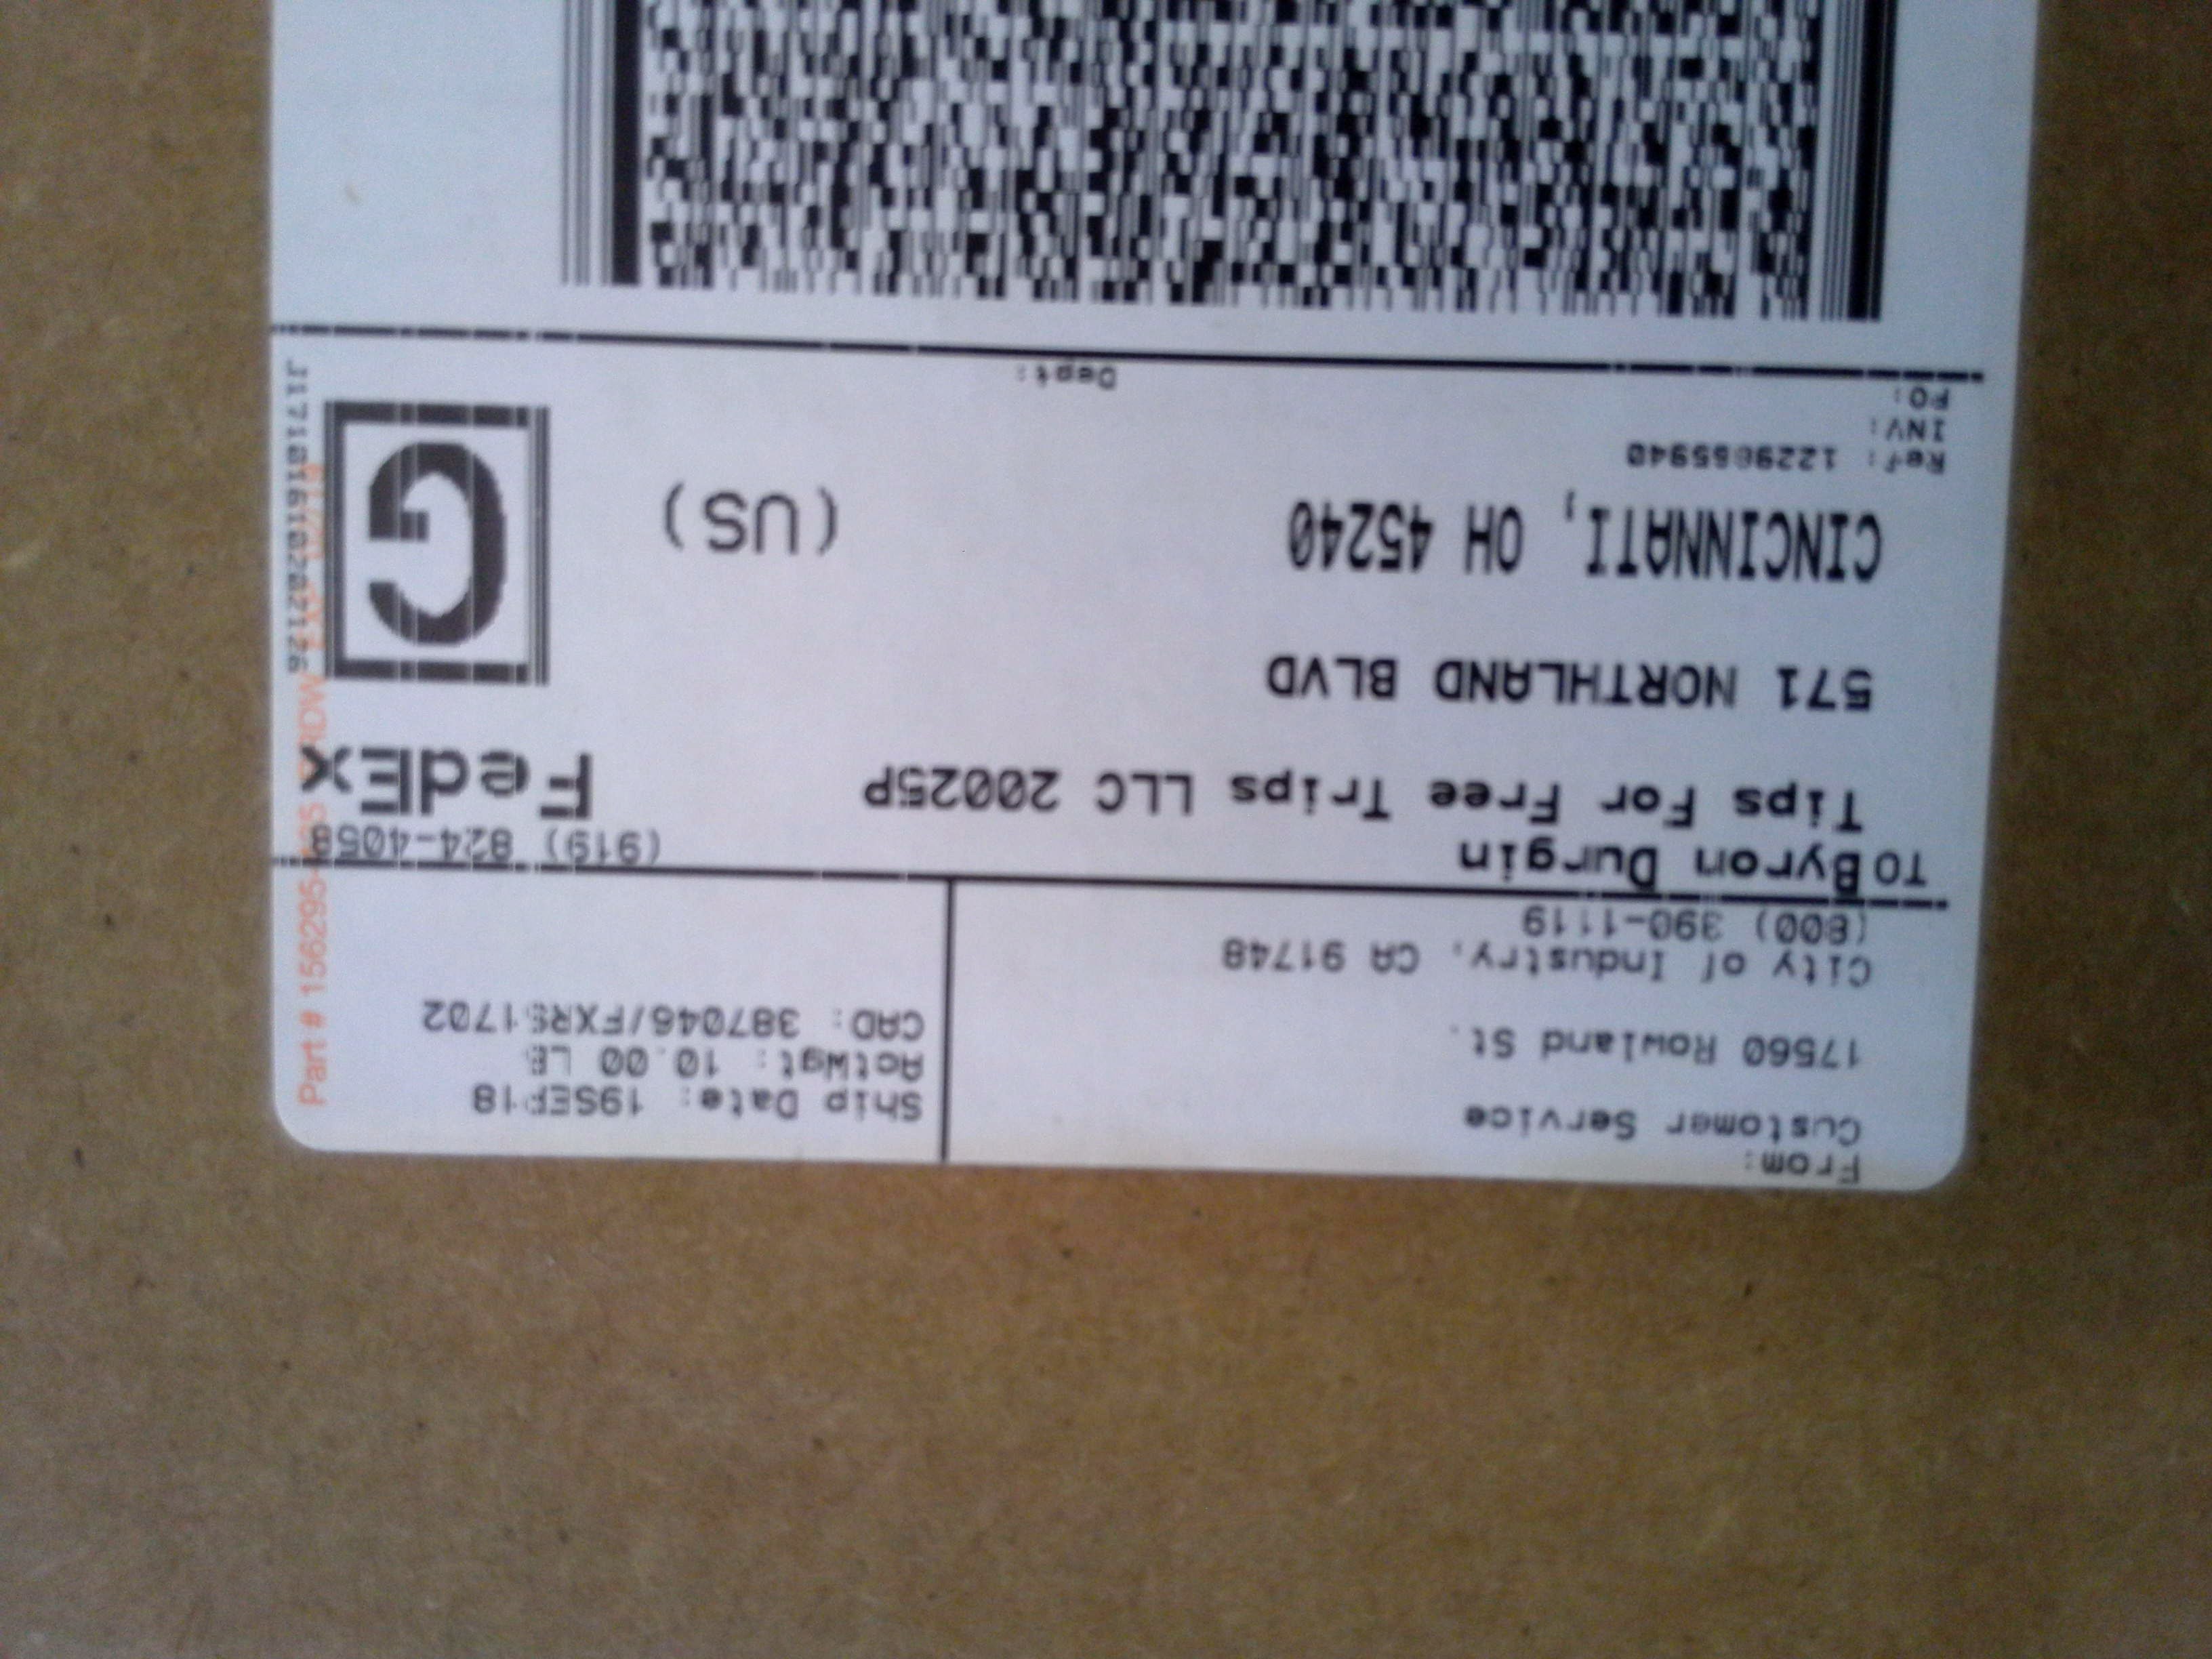 From:
Customer Service
17560 Rowland St.
City of Industry, CA 91748
(800) 390-1119
Ship Date: 19SEP18
ActWgt: 10.00 LB
CAD: 387046/FXRS1702
TO Byron Durgin
Tips For Free Trips LLC 20025P
571 NORTHLAND BLVD
CINCINNATI, OH 45240
(US)
(919) 824-4058
FedEx
G
Ref:
INV:
PO:
Dept:
Part #